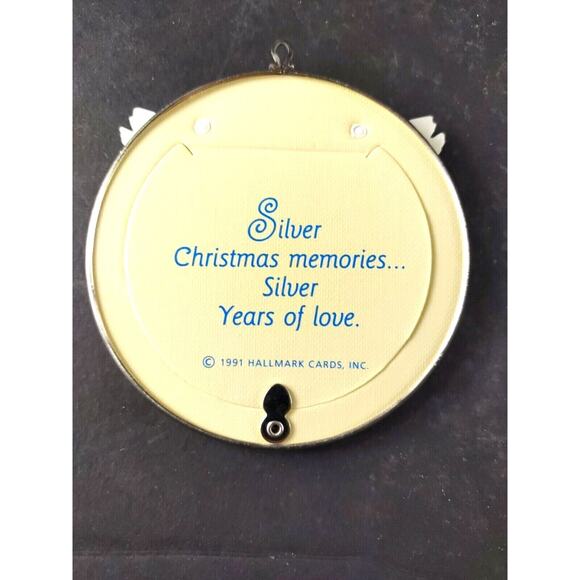 Silver
Christmas memories...
Silver
Years of love.
© 1991 HALLMARK CARDS, INC.